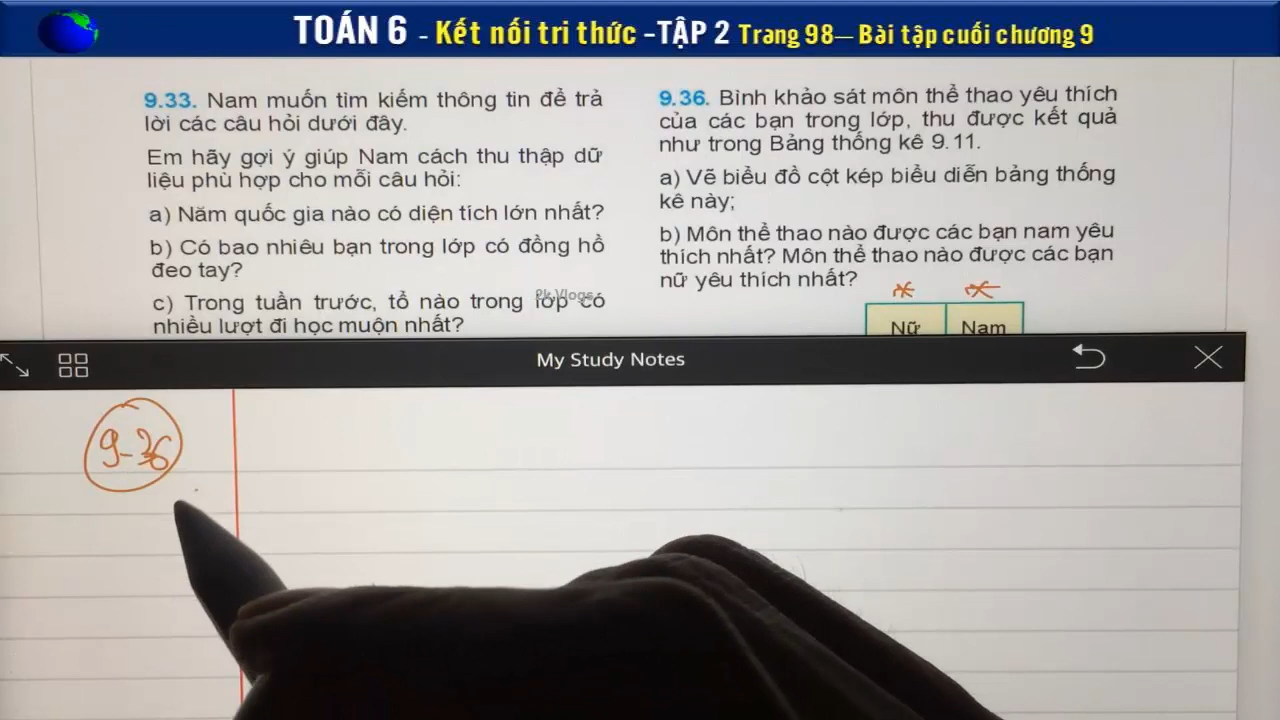 TOÁN 6 - Kết nối tri thức -TẬP 2 Trang 98– Bài tập cuối chương 9
9.33. Nam muốn tìm kiếm thông tin để trả
lời các câu hỏi dưới đây.
Em hãy gợi ý giúp Nam cách thu thập dữ
liệu phù hợp cho mỗi câu hỏi:
a) Năm quốc gia nào có diện tích lớn nhất?
b) Có bao nhiêu bạn trong lớp có đồng hồ
đeo tay?
c) Trong tuần trước, tổ nào trong lớp có
nhiều lượt đi học muộn nhất?
Pk.Vlogs
9.36. Bình khảo sát môn thể thao yêu thích
của các bạn trong lớp, thu được kết quả
như trong Bảng thống kê 9.11.
a) Vẽ biểu đồ cột kép biểu diễn bảng thống
kê này;
b) Môn thể thao nào được các bạn nam yêu
thích nhất? Môn thể thao nào được các bạn
nữ yêu thích nhất?
Nữ Nam
My Study Notes
9-36